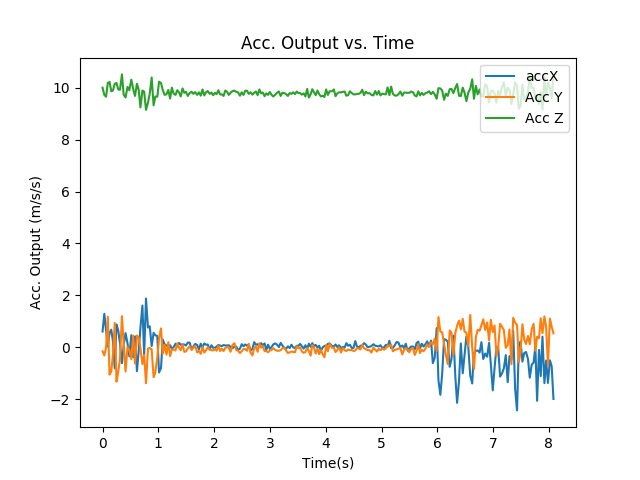 Acc. Output vs. Time
accX
Acc Y
Acc Z
Acc. Output (m/s/s)
10
8
6
4
2
0
−2
0 1 2 3 4 5 6 7 8
Time(s)